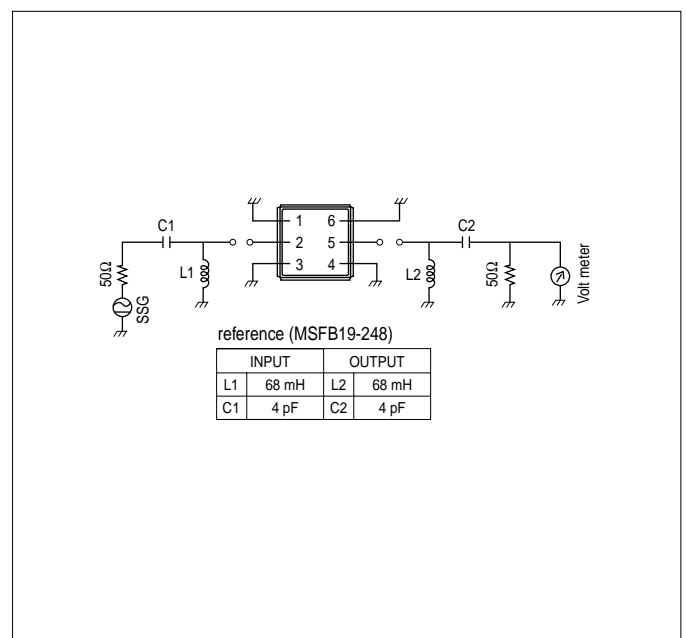 1 6
C1 C2
2 5
L1 3 4 L2
50Ω 50Ω
SSG Volt meter
reference (MSFB19-248)
INPUT OUTPUT
L1 68 mH L2 68 mH
C1 4 pF C2 4 pF